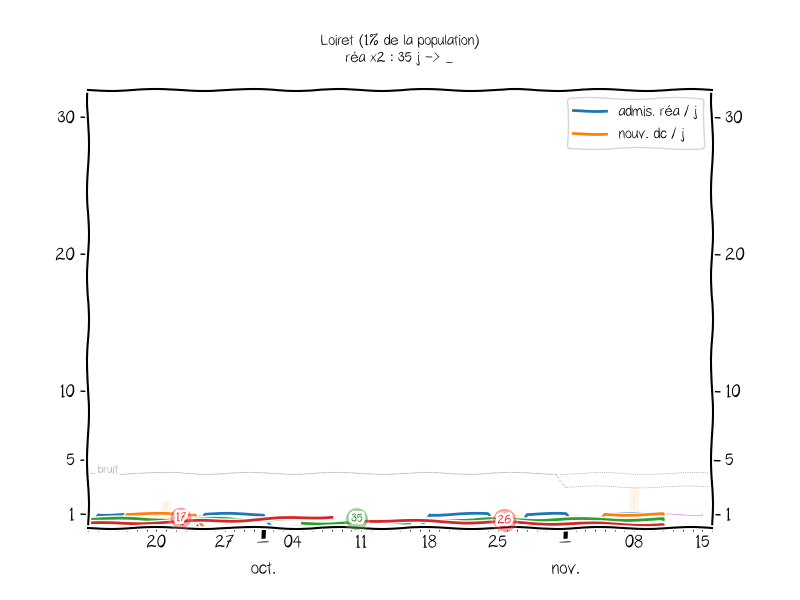 Loiret (1% de la population)
réa x2 : 35 j -> _
30
30
admis. réa / j
nouv. dc / j
20
20
10
10
5
bruit
5
1
17
35
26
1
20 27 — 04 11 18 25 — 08 15
oct. nov.